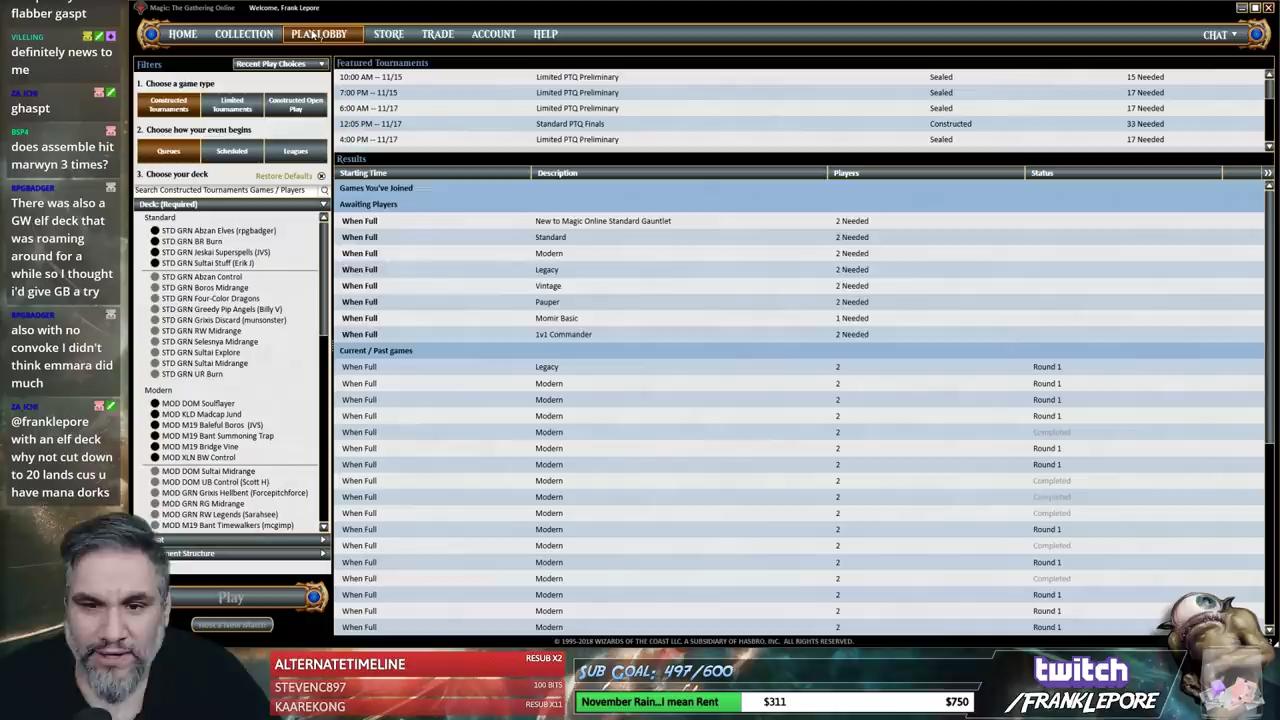 flabber gaspt
VILELING
definitely news to
me
ZA_ICHI
ghaspt
BSP4
does assemble hit
marwyn 3 times?
RPGBADGER
There was also a
GW elf deck that
was roaming
around for a
while so I thought
i'd give GB a try
RPGBADGER
also with no
convoke I didn't
think emmara did
much
ZA_ICHI
@franklepore
with an elf deck
why not cut down
to 20 lands cus u
have mana dorks
Magic: The Gathering Online Welcome, Frank Lepore
HOME COLLECTION PLAY LOBBY STORE TRADE ACCOUNT HELP CHAT
Filters Recent Play Choices
1. Choose a game type
Constructed Tournaments Limited Tournaments Constructed Open Play
2. Choose how your event begins
Queues Scheduled Leagues
3. Choose your deck Restore Defaults
Search Constructed Tournaments Games / Players
Deck: (Required)
Standard
STD GRN Abzan Elves (rpgbadger)
STD GRN BR Burn
STD GRN Jeskai Superspells (JVS)
STD GRN Sultai Stuff (Erik J)
STD GRN Abzan Control
STD GRN Boros Midrange
STD GRN Four-Color Dragons
STD GRN Greedy Pip Angels (Billy V)
STD GRN Grixis Discard (munsonster)
STD GRN RW Midrange
STD GRN Selesnya Midrange
STD GRN Sultai Explore
STD GRN Sultai Midrange
STD GRN UR Burn
Modern
MOD DOM Soulflayer
MOD KLD Madcap Jund
MOD M19 Baleful Boros (JVS)
MOD M19 Bant Summoning Trap
MOD M19 Bridge Vine
MOD XLN BW Control
MOD DOM Sultai Midrange
MOD DOM UB Control (Scott H)
MOD GRN Grixis Hellbent (Forcepitchforce)
MOD GRN RG Midrange
MOD GRN RW Legends (Sarahsee)
MOD M19 Bant Timewalkers (mcgimp)
Structure
Play
Featured Tournaments
10:00 AM -- 11/15 Limited PTQ Preliminary Sealed 15 Needed
7:00 PM -- 11/15 Limited PTQ Preliminary Sealed 17 Needed
6:00 AM -- 11/17 Limited PTQ Preliminary Sealed 17 Needed
12:05 PM -- 11/17 Standard PTQ Finals Constructed 33 Needed
4:00 PM -- 11/17 Limited PTQ Preliminary Sealed 17 Needed
Results
Starting Time Description Players Status
Games You've Joined
Awaiting Players
When Full New to Magic Online Standard Gauntlet 2 Needed
When Full Standard 2 Needed
When Full Modern 2 Needed
When Full Legacy 2 Needed
When Full Vintage 2 Needed
When Full Pauper 2 Needed
When Full Momir Basic 1 Needed
When Full 1v1 Commander 2 Needed
Current / Past games
When Full Legacy 2 Round 1
When Full Modern 2 Round 1
When Full Modern 2 Round 1
When Full Modern 2 Round 1
When Full Modern 2 Completed
When Full Modern 2 Round 1
When Full Modern 2 Round 1
When Full Modern 2 Completed
When Full Modern 2 Completed
When Full Modern 2 Completed
When Full Modern 2 Round 1
When Full Modern 2 Completed
When Full Modern 2 Round 1
When Full Modern 2 Completed
When Full Modern 2 Round 1
When Full Modern 2 Round 1
When Full Modern 2 Round 1
© 1995-2018 WIZARDS OF THE COAST LLC, A SUBSIDIARY OF HASBRO, INC. ALL RIGHTS RESERVED.
ALTERNATETIMELINE RESUB X2
STEVENC897 100 BITS
KAAREKONG RESUB X11
SUB GOAL: 497/600
November Rain...I mean Rent $311 $750
twitch
/FRANKLEPORE